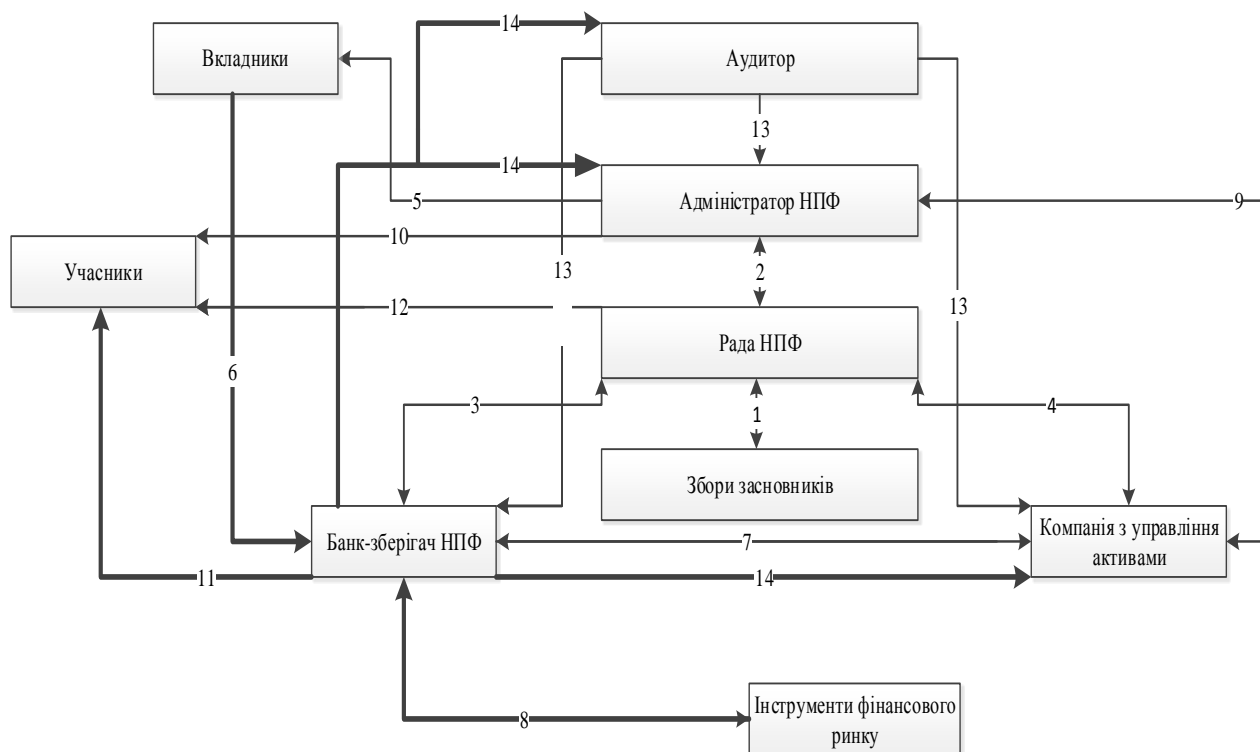 14
Вкладники
Аудитор
13
14
5
Адміністратор НПФ
9
10
Учасники
13
2
12
13
Рада НПФ
6
3
1
4
Збори засновників
Банк-зберігач НПФ
7
Компанія з управління
активами
11
14
8
Інструменти фінансового
ринку